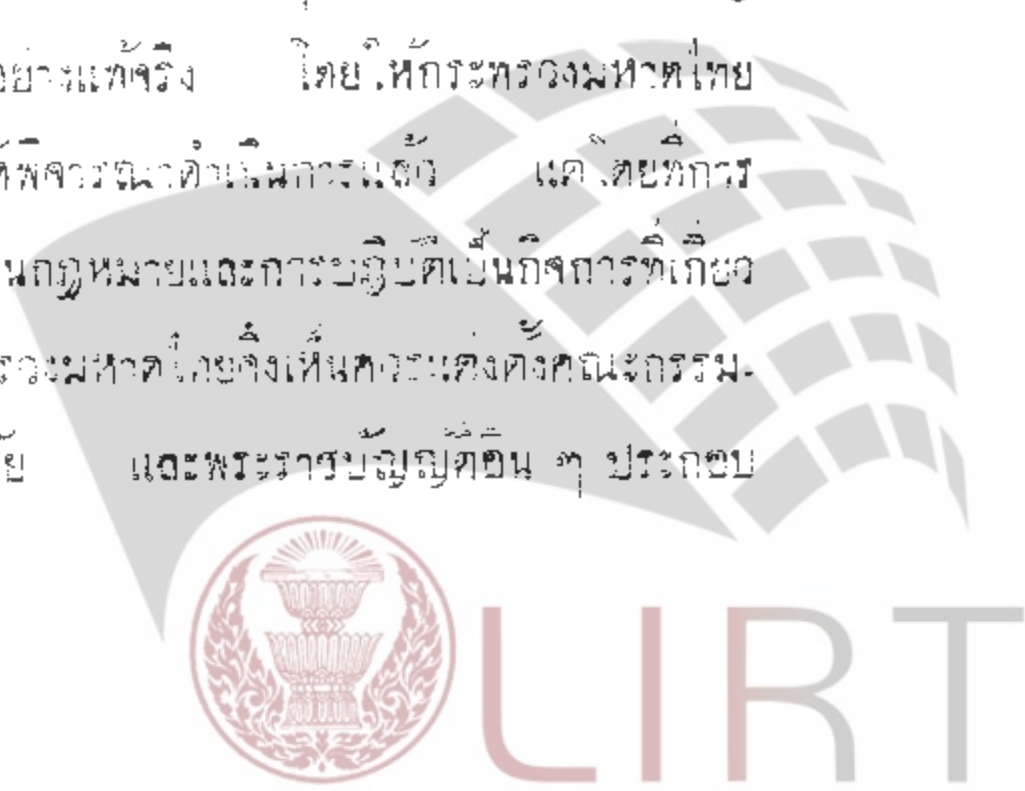 อย่างแท้จริง โดยให้กระทรวงมหาดไทย
พิจารณาดำเนินการแล้ว แต่โดยที่การ
นกฎหมายและการปฏิบัติเป็นกิจการที่เกี่ยว
รวงมหาดไทยจึงเห็นควรแต่งตั้งคณะกรรม-
ย และพระราชบัญญัติอื่น ๆ ประกอบ
LIRT